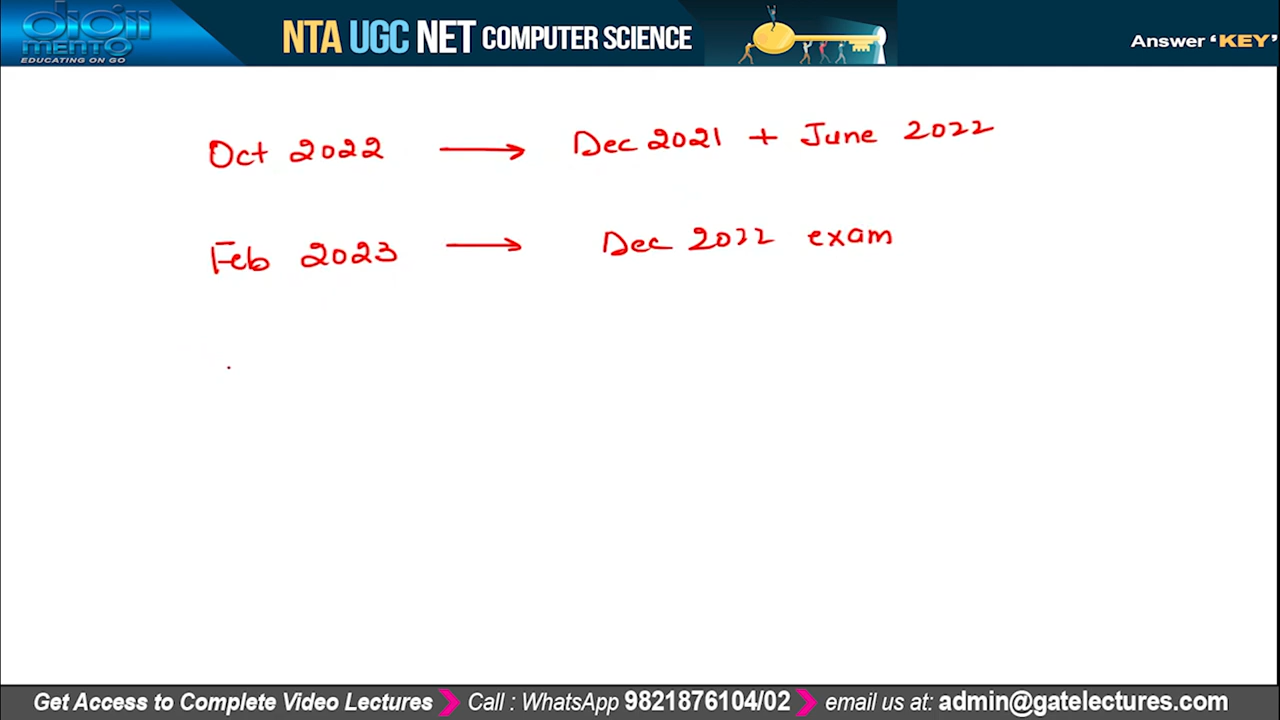 digii
MENTO
EDUCATING ON GO
NTA UGC NET COMPUTER SCIENCE
Answer ‘KEY’
Oct 2022 → Dec 2021 + June 2022
Feb 2023 → Dec 2022 exam
Get Access to Complete Video Lectures Call : WhatsApp 9821876104/02 email us at: admin@gatelectures.com